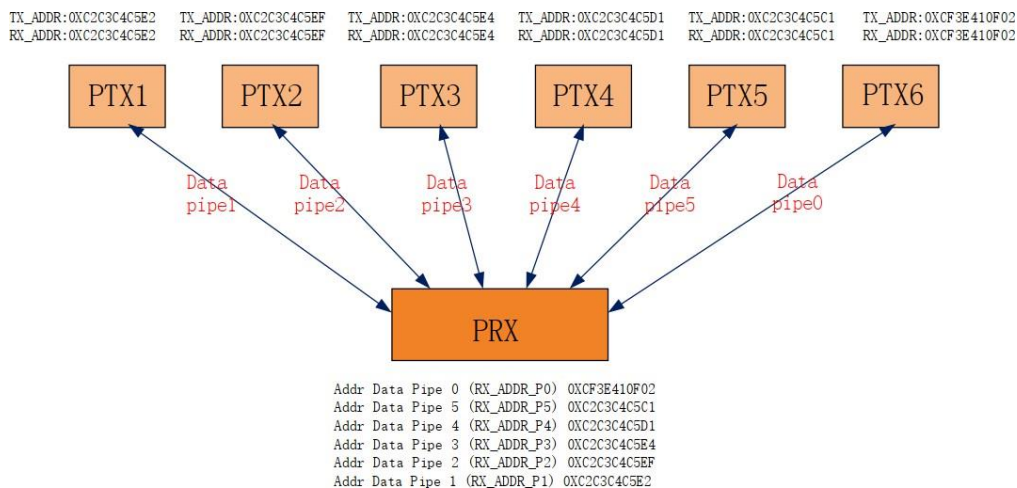 TX_ADDR:0XC2C3C4C5E2 TX_ADDR:0XC2C3C4C5EF TX_ADDR:0XC2C3C4C5E4 TX_ADDR:0XC2C3C4C5D1 TX_ADDR:0XC2C3C4C5C1 TX_ADDR:0XCF3E410F02
RX_ADDR:0XC2C3C4C5E2 RX_ADDR:0XC2C3C4C5EF RX_ADDR:0XC2C3C4C5E4 RX_ADDR:0XC2C3C4C5D1 RX_ADDR:0XC2C3C4C5C1 RX_ADDR:0XCF3E410F02
PTX1 PTX2 PTX3 PTX4 PTX5 PTX6
Data Data Data Data Data Data
pipe1 pipe2 pipe3 pipe4 pipe5 pipe0
PRX
Addr Data Pipe 0 (RX_ADDR_P0) 0XCF3E410F02
Addr Data Pipe 5 (RX_ADDR_P5) 0XC2C3C4C5C1
Addr Data Pipe 4 (RX_ADDR_P4) 0XC2C3C4C5D1
Addr Data Pipe 3 (RX_ADDR_P3) 0XC2C3C4C5E4
Addr Data Pipe 2 (RX_ADDR_P2) 0XC2C3C4C5EF
Addr Data Pipe 1 (RX_ADDR_P1) 0XC2C3C4C5E2